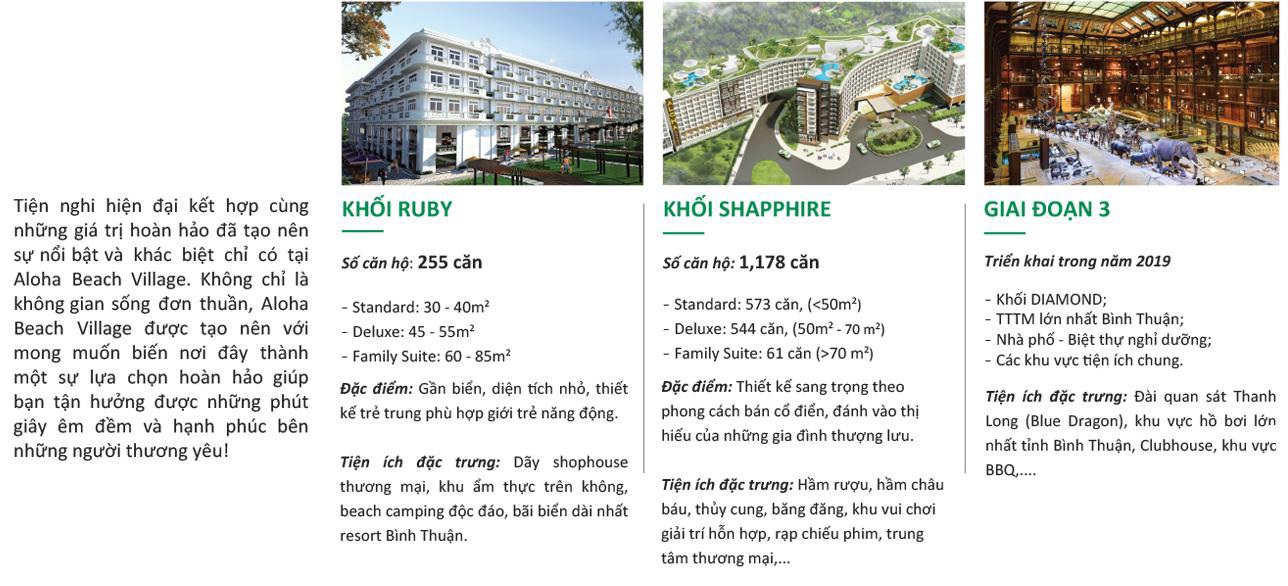 Tiện nghi hiện đại kết hợp cùng
những giá trị hoàn hảo đã tạo nên
sự nổi bật và khác biệt chỉ có tại
Aloha Beach Village. Không chỉ là
không gian sống đơn thuần, Aloha
Beach Village được tạo nên với
mong muốn biến nơi đây thành
một sự lựa chọn hoàn hảo giúp
bạn tận hưởng được những phút
giây êm đềm và hạnh phúc bên
những người thương yêu!
KHỐI RUBY
Số căn hộ: 255 căn
- Standard: 30 - 40m²
- Deluxe: 45 - 55m²
- Family Suite: 60 - 85m²
Đặc điểm: Gần biển, diện tích nhỏ, thiết
kế trẻ trung phù hợp giới trẻ năng động.
Tiện ích đặc trưng: Dãy shophouse
thương mại, khu ẩm thực trên không,
beach camping độc đáo, bãi biển dài nhất
resort Bình Thuận.
KHỐI SHAPPHIRE
Số căn hộ: 1,178 căn
- Standard: 573 căn, (<50m²)
- Deluxe: 544 căn, (50m² - 70 m²)
- Family Suite: 61 căn (>70 m²)
Đặc điểm: Thiết kế sang trọng theo
phong cách bán cổ điển, đánh vào thị
hiếu của những gia đình thượng lưu.
Tiện ích đặc trưng: Hầm rượu, hầm châu
báu, thủy cung, băng đăng, khu vui chơi
giải trí hỗn hợp, rạp chiếu phim, trung
tâm thương mại,...
GIAI ĐOẠN 3
Triển khai trong năm 2019
- Khối DIAMOND;
- TTTM lớn nhất Bình Thuận;
- Nhà phố - Biệt thự nghỉ dưỡng;
- Các khu vực tiện ích chung.
Tiện ích đặc trưng: Đài quan sát Thanh
Long (Blue Dragon), khu vực hồ bơi lớn
nhất tỉnh Bình Thuận, Clubhouse, khu vực
BBQ,....